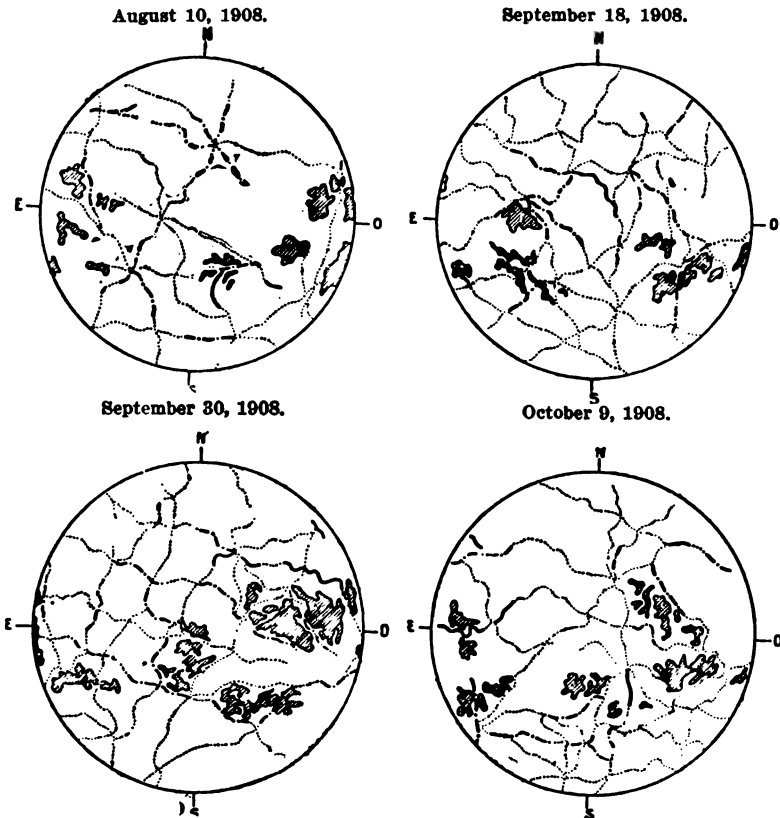 August 10, 1908.
N
E
O
S
September 18, 1908.
N
E
O
S
September 30, 1908.
N
E
O
S
October 9, 1908.
N
E
O
S